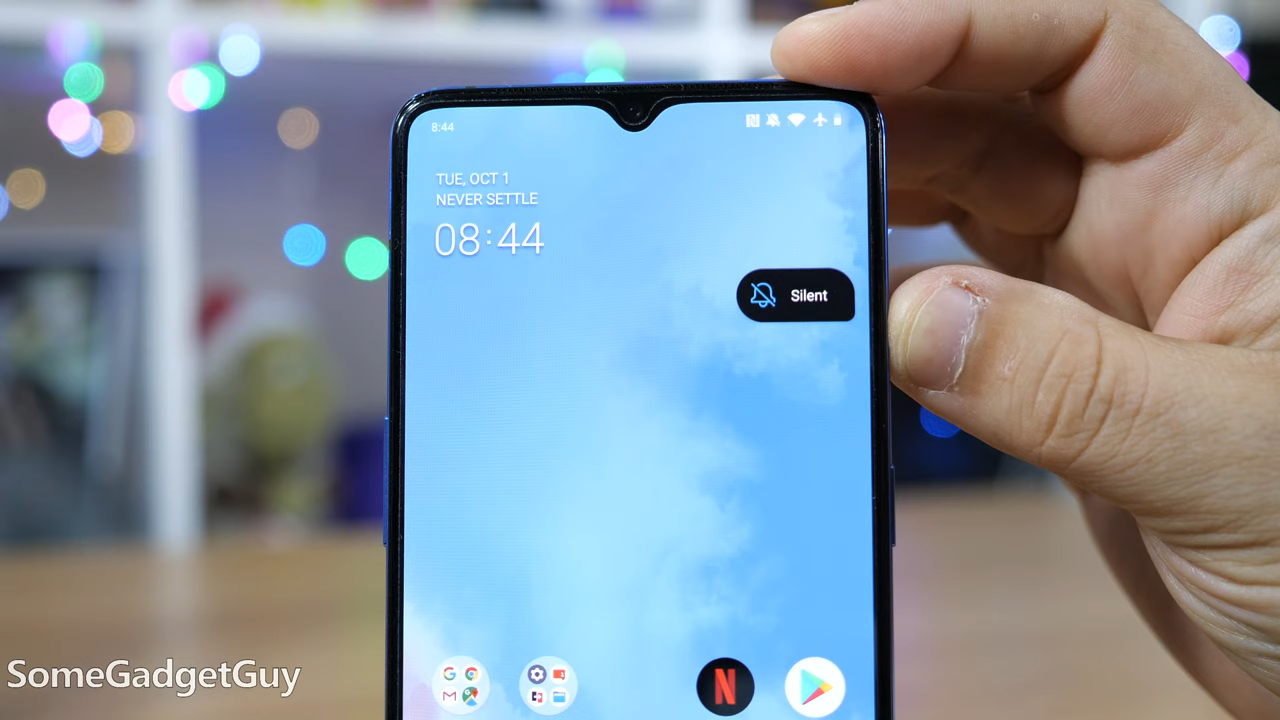 8:44
TUE, OCT 1
NEVER SETTLE
08:44
Silent
N
SomeGadgetGuy